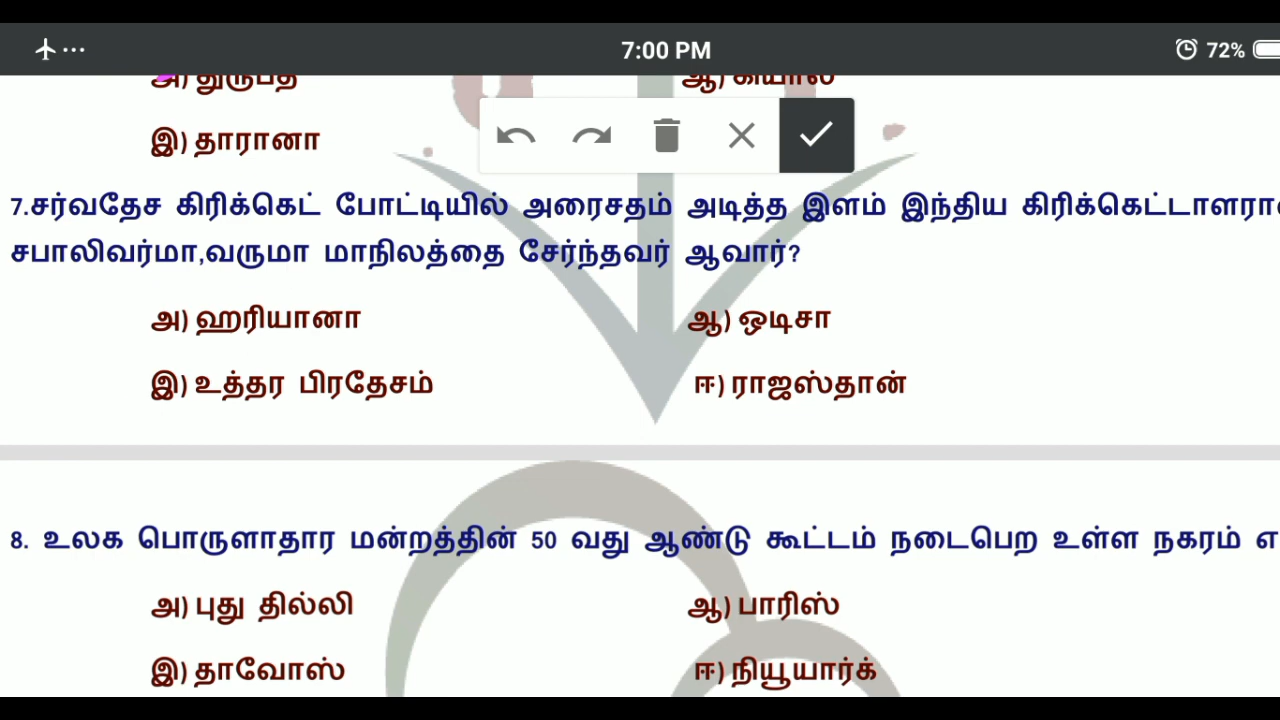 7:00 PM 72%
அ) துருபத் ஆ) கியால்
இ) தாரானா
7.சர்வதேச கிரிக்கெட் போட்டியில் அரைசதம் அடித்த இளம் இந்திய
சபாலிவர்மா,வருமா மாநிலத்தை சேர்ந்தவர் ஆவார்?
அ) ஹரியானா ஆ) ஒடிசா
இ) உத்தர பிரதேசம் ஈ) ராஜஸ்தான்
8. உலக பொருளாதார மன்றத்தின் 50 வது ஆண்டு கூட்டம் நடைபெற உள்ள நகரம்
அ) புது தில்லி ஆ) பாரிஸ்
இ) தாவோஸ் ஈ) நியூயார்க்